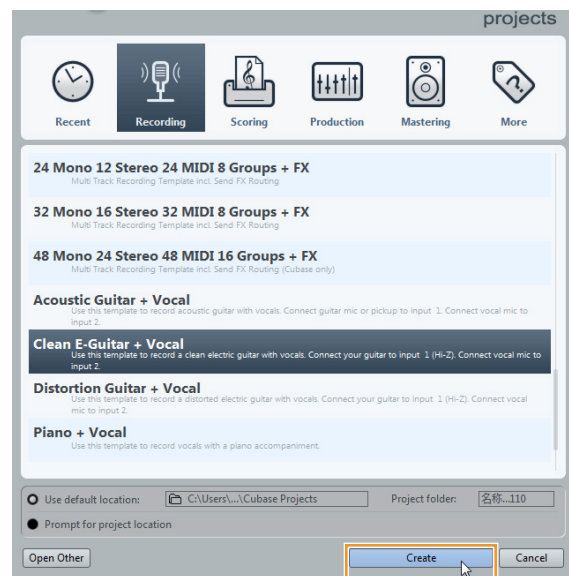 projects
Recent Recording Scoring Production Mastering More
24 Mono 12 Stereo 24 MIDI 8 Groups + FX
Multi Track Recording Template incl. Send FX Routing
32 Mono 16 Stereo 32 MIDI 8 Groups + FX
Multi Track Recording Template incl. Send FX Routing
48 Mono 24 Stereo 48 MIDI 16 Groups + FX
Multi Track Recording Template incl. Send FX Routing (Cubase only)
Acoustic Guitar + Vocal
Use this template to record acoustic guitar with vocals. Connect guitar mic or pickup to input 1. Connect vocal mic to
input 2.
Clean E-Guitar + Vocal
Use this template to record a clean electric guitar with vocals. Connect your guitar to input 1 (Hi-Z). Connect vocal mic to
input 2.
Distortion Guitar + Vocal
Use this template to record a distorted electric guitar with vocals. Connect your guitar to input 1 (Hi-Z). Connect vocal
mic to input 2.
Piano + Vocal
Use this template to record vocals with a piano accompaniment.
Use default location: C:\Users\...\Cubase Projects Project folder: 名称...110
Prompt for project location
Open Other Create Cancel